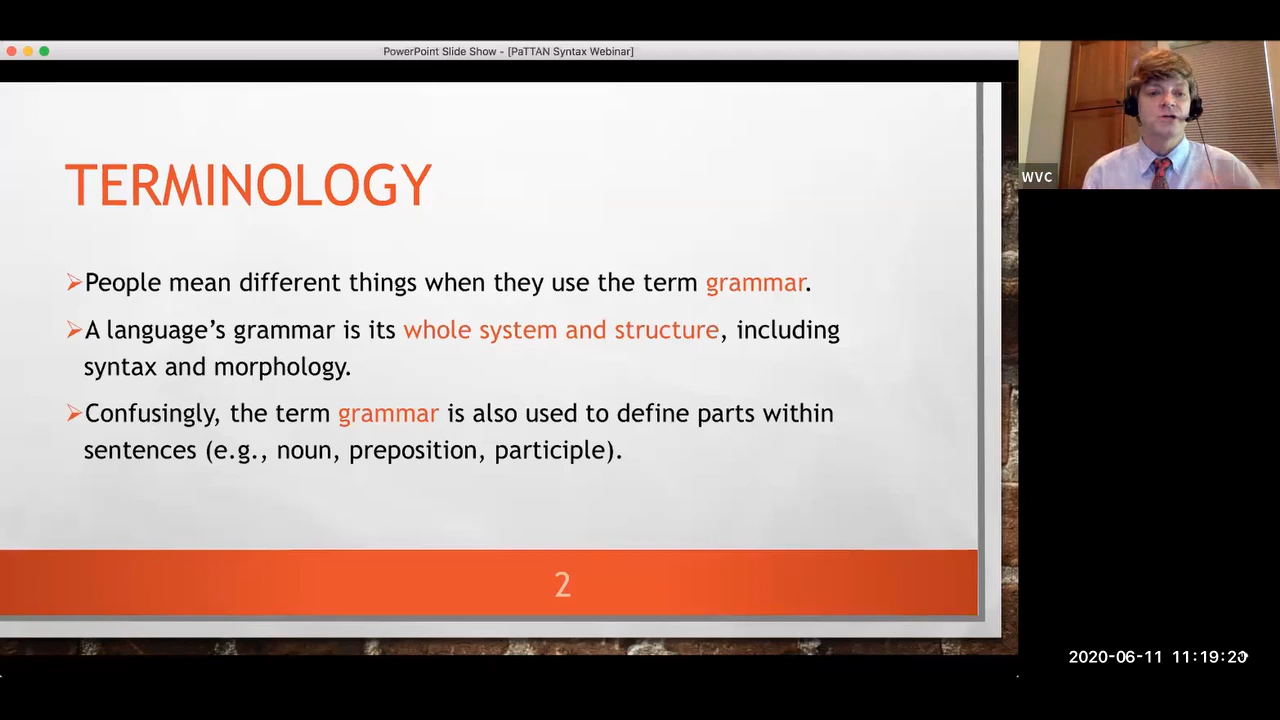 PowerPoint Slide Show - [PaTTAN Syntax Webinar]
WVC
TERMINOLOGY
People mean different things when they use the term grammar.
A language’s grammar is its whole system and structure, including
syntax and morphology.
Confusingly, the term grammar is also used to define parts within
sentences (e.g., noun, preposition, participle).
2
2020-06-11 11:19:20